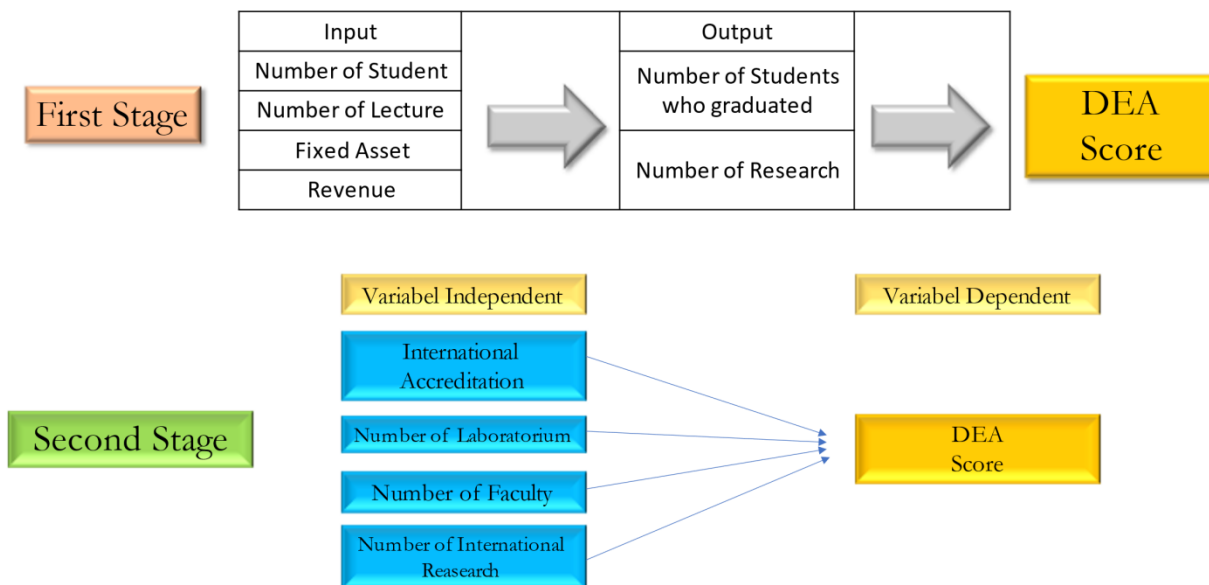 First Stage
Input
Number of Student
Number of Lecture
Fixed Asset
Revenue
Output
Number of Students
who graduated
Number of Research
DEA
Score
Variabel Independent
Variabel Dependent
International
Accreditation
Second Stage
Number of Laboratorium
DEA
Score
Number of Faculty
Number of International
Reasearch